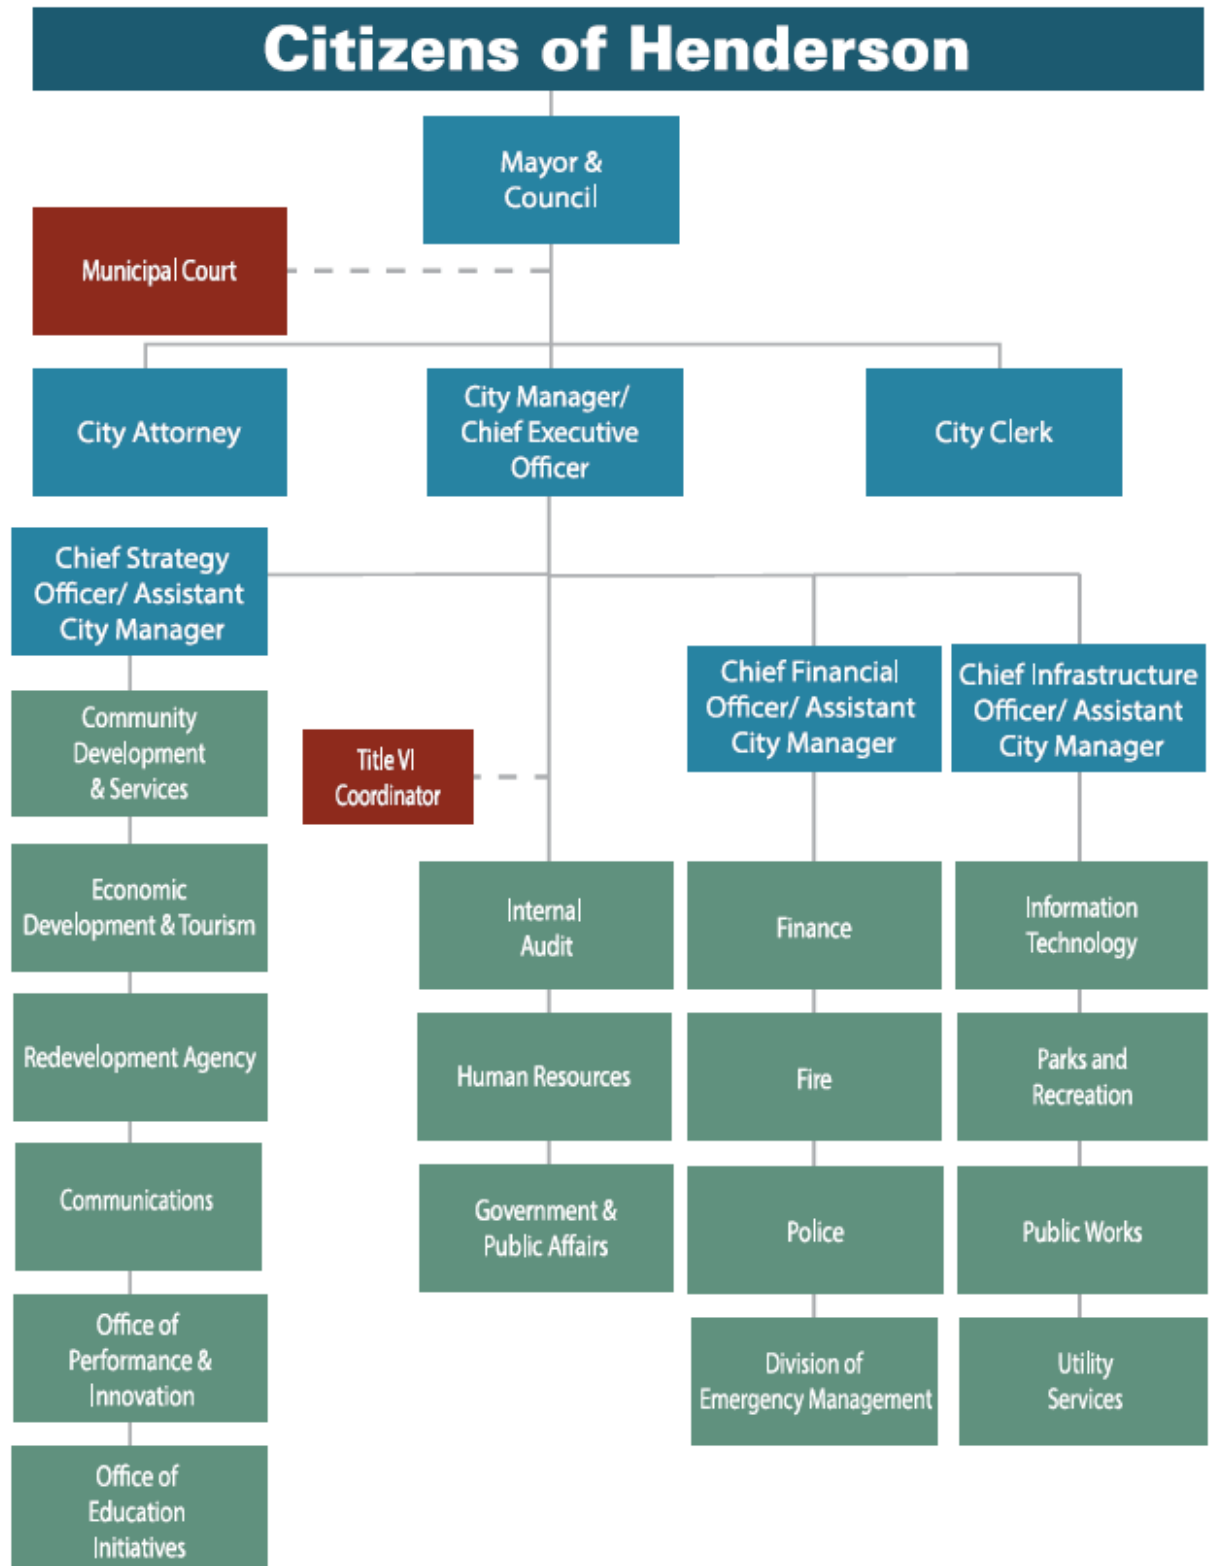 Citizens of Henderson
Mayor &
Council
Municipal Court
City Attorney
City Manager/
Chief Executive
Officer
City Clerk
Chief Strategy
Officer/ Assistant
City Manager
Community
Development
& Services
Economic
Development & Tourism
Redevelopment Agency
Communications
Office of
Performance &
Innovation
Office of
Education
Initiatives
Title VI
Coordinator
Internal
Audit
Human Resources
Government &
Public Affairs
Chief Financial
Officer/ Assistant
City Manager
Finance
Fire
Police
Division of
Emergency Management
Chief Infrastructure
Officer/ Assistant
City Manager
Information
Technology
Parks and
Recreation
Public Works
Utility
Services